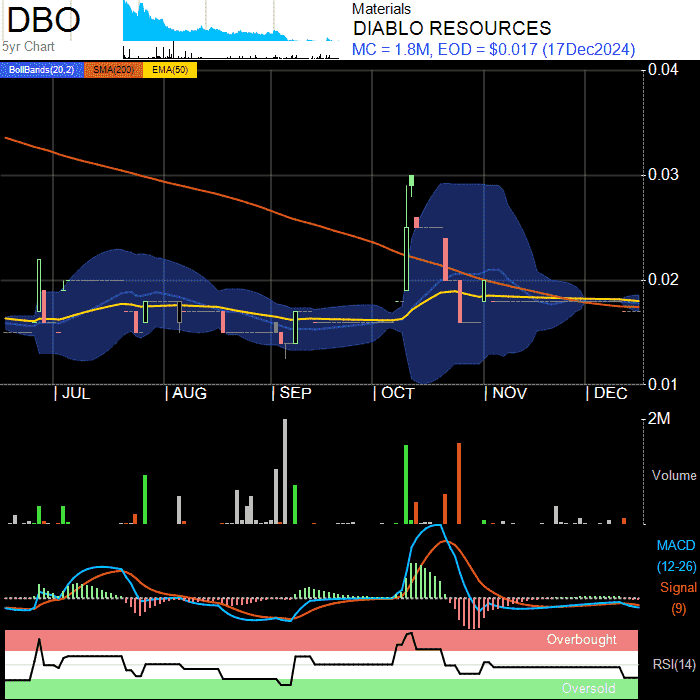 DBO
5yr Chart
Materials
DIABLO RESOURCES
MC = 1.8M, EOD = $0.017 (17Dec2024)
BollBands(20,2) SMA(200) EMA(50)
0.04
0.03
0.02
0.01
JUL AUG SEP OCT NOV DEC
2M
Volume
MACD
(12-26)
Signal
(9)
Overbought
RSI(14)
Oversold